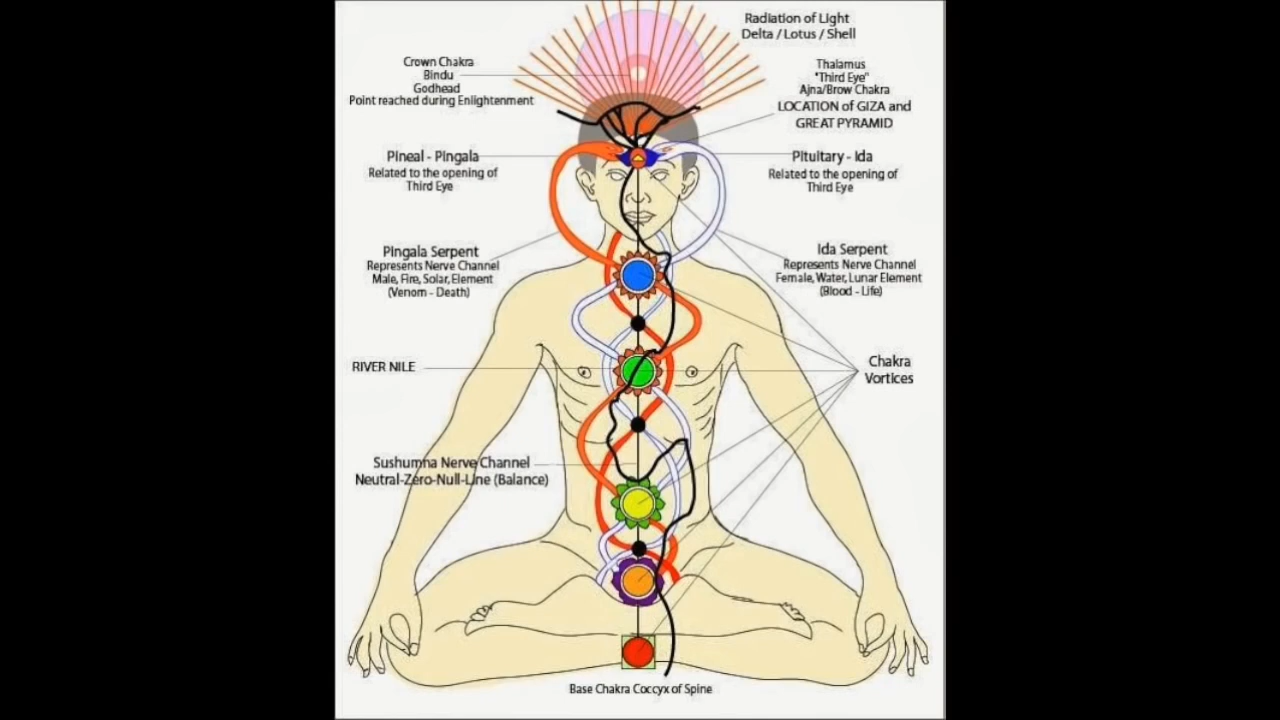 Radiation of Light
Delta / Lotus / Shell
Crown Chakra
Bindu
Godhead
Point reached during Enlightenment
Thalamus
"Third Eye"
Ajna/Brow Chakra
LOCATION of GIZA and
GREAT PYRAMID
Pineal - Pingala
Related to the opening of
Third Eye
Pituitary - Ida
Related to the opening of
Third Eye
Pingala Serpent
Represents Nerve Channel
Male, Fire, Solar, Element
(Venom - Death)
Ida Serpent
Represents Nerve Channel
Female, Water, Lunar Element
(Blood - Life)
RIVER NILE
Chakra
Vortices
Sushumna Nerve Channel
Neutral-Zero-Null-Line (Balance)
Base Chakra Coccyx of Spine